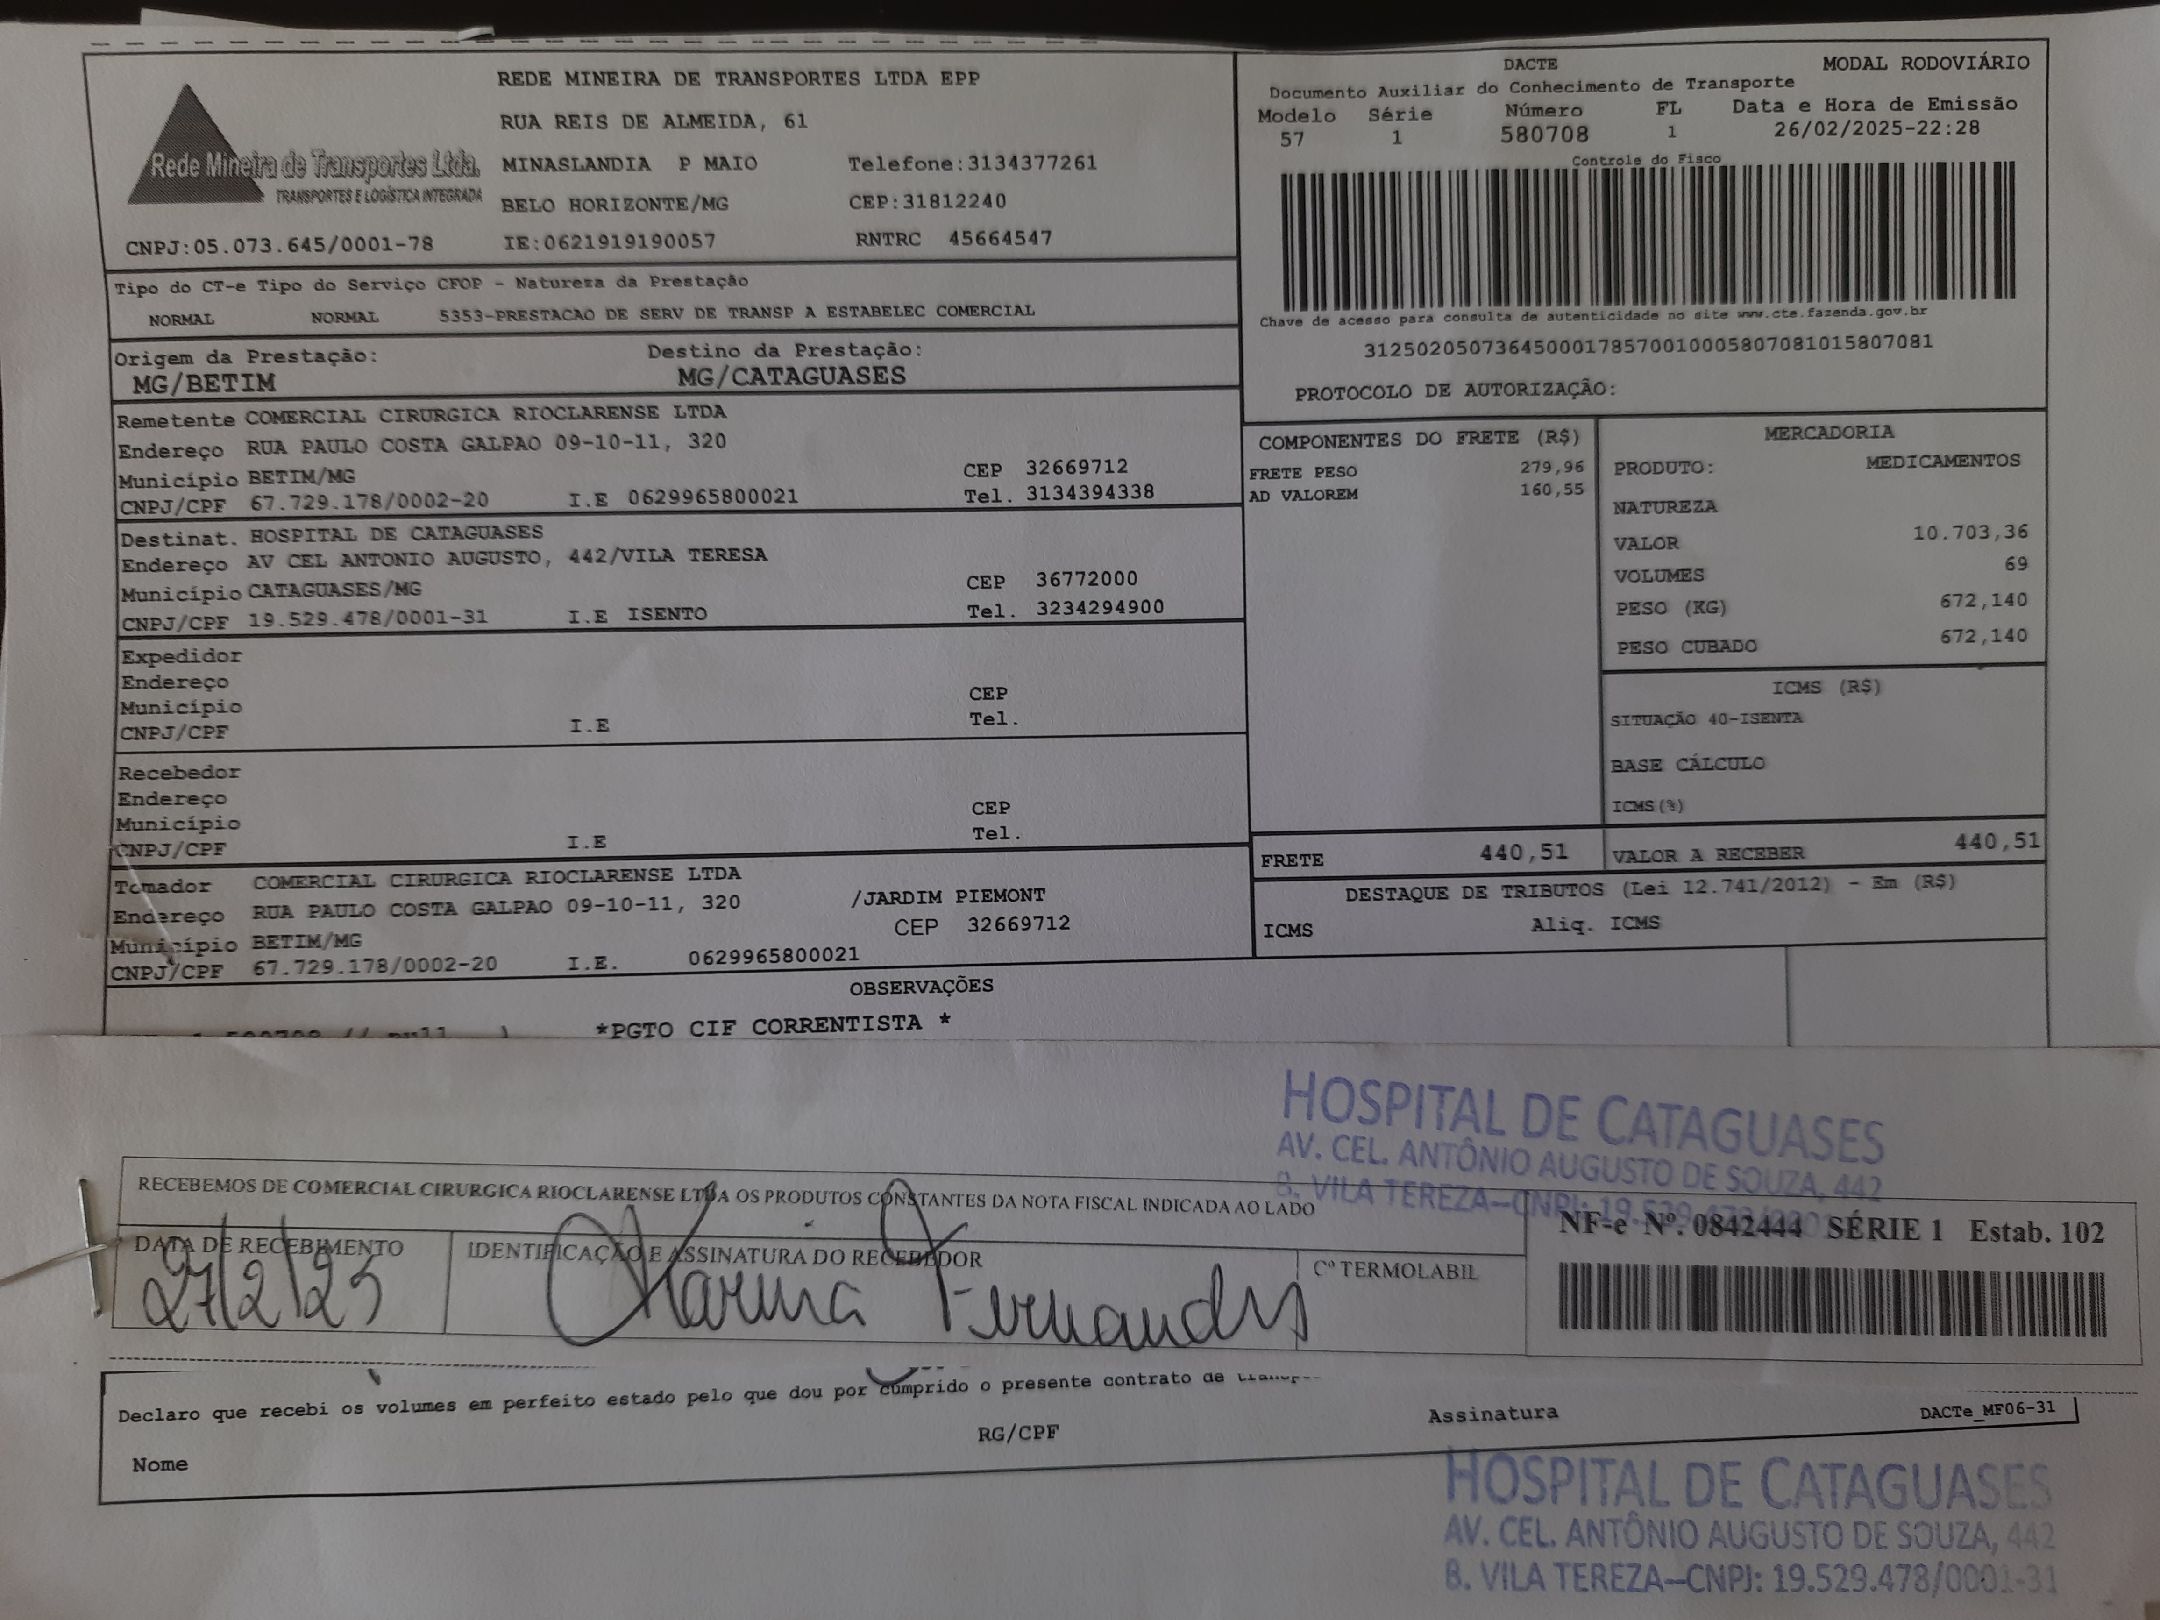 REDE MINEIRA DE TRANSPORTES LTDA EPP
RUA REIS DE ALMEIDA, 61
MINASLANDIA P MAIO Telefone:3134377261
BELO HORIZONTE/MG CEP:31812240
Rede Mineira de Transportes Ltda.
TRANSPORTES E LOGÍSTICA INTEGRADA
CNPJ:05.073.645/0001-78 IE:0621919190057 RNTRC 45664547
DACTE MODAL RODOVIÁRIO
Documento Auxiliar do Conhecimento de Transporte
Modelo Série Número FL Data e Hora de Emissão
57 1 580708 1 26/02/2025-22:28
Controle do Fisco
Chave de acesso para consulta de autenticidade no site www.cte.fazenda.gov.br
31250205073645000178570010005807081015807081
PROTOCOLO DE AUTORIZAÇÃO:
Tipo do CT-e Tipo do Serviço CFOP - Natureza da Prestação
NORMAL NORMAL 5353-PRESTACAO DE SERV DE TRANSP A ESTABELEC COMERCIAL
Origem da Prestação: Destino da Prestação:
MG/BETIM MG/CATAGUASES
Remetente COMERCIAL CIRURGICA RIOCLARENSE LTDA
Endereço RUA PAULO COSTA GALPAO 09-10-11, 320
Município BETIM/MG CEP 32669712
CNPJ/CPF 67.729.178/0002-20 I.E 0629965800021 Tel. 3134394338
Destinat. HOSPITAL DE CATAGUASES
Endereço AV CEL ANTONIO AUGUSTO, 442/VILA TERESA
Município CATAGUASES/MG CEP 36772000
CNPJ/CPF 19.529.478/0001-31 I.E ISENTO Tel. 3234294900
Expedidor
Endereço
Município CEP
CNPJ/CPF I.E Tel.
Recebedor
Endereço
Município CEP
CNPJ/CPF I.E Tel.
Tomador COMERCIAL CIRURGICA RIOCLARENSE LTDA
Endereço RUA PAULO COSTA GALPAO 09-10-11, 320 /JARDIM PIEMONT
Município BETIM/MG CEP 32669712
CNPJ/CPF 67.729.178/0002-20 I.E. 0629965800021
COMPONENTES DO FRETE (R$)
FRETE PESO 279,96
AD VALOREM 160,55
MERCADORIA
PRODUTO: MEDICAMENTOS
NATUREZA
VALOR 10.703,36
VOLUMES 69
PESO (KG) 672,140
PESO CUBADO 672,140
ICMS (R$)
SITUAÇÃO 40-ISENTA
BASE CÁLCULO
ICMS(%)
FRETE 440,51 VALOR A RECEBER 440,51
DESTAQUE DE TRIBUTOS (Lei 12.741/2012) - Em (R$)
ICMS Aliq. ICMS
OBSERVAÇÕES
*PGTO CIF CORRENTISTA *
HOSPITAL DE CATAGUASES
AV. CEL. ANTÔNIO AUGUSTO DE SOUZA, 442
B. VILA TEREZA–CNPJ: 19.529.478/0001
RECEBEMOS DE COMERCIAL CIRURGICA RIOCLARENSE LTDA OS PRODUTOS CONSTANTES DA NOTA FISCAL INDICADA AO LADO
NF-e Nº. 0842444 SÉRIE 1 Estab. 102
DATA DE RECEBIMENTO IDENTIFICAÇÃO E ASSINATURA DO RECEBEDOR Cº TERMOLABIL
27/2/25 Karina Fernandes
Declaro que recebi os volumes em perfeito estado pelo que dou por cumprido o presente contrato de
RG/CPF Assinatura DACTe_MF06-31
Nome
HOSPITAL DE CATAGUASES
AV. CEL. ANTÔNIO AUGUSTO DE SOUZA, 442
B. VILA TEREZA–CNPJ: 19.529.478/0001-31